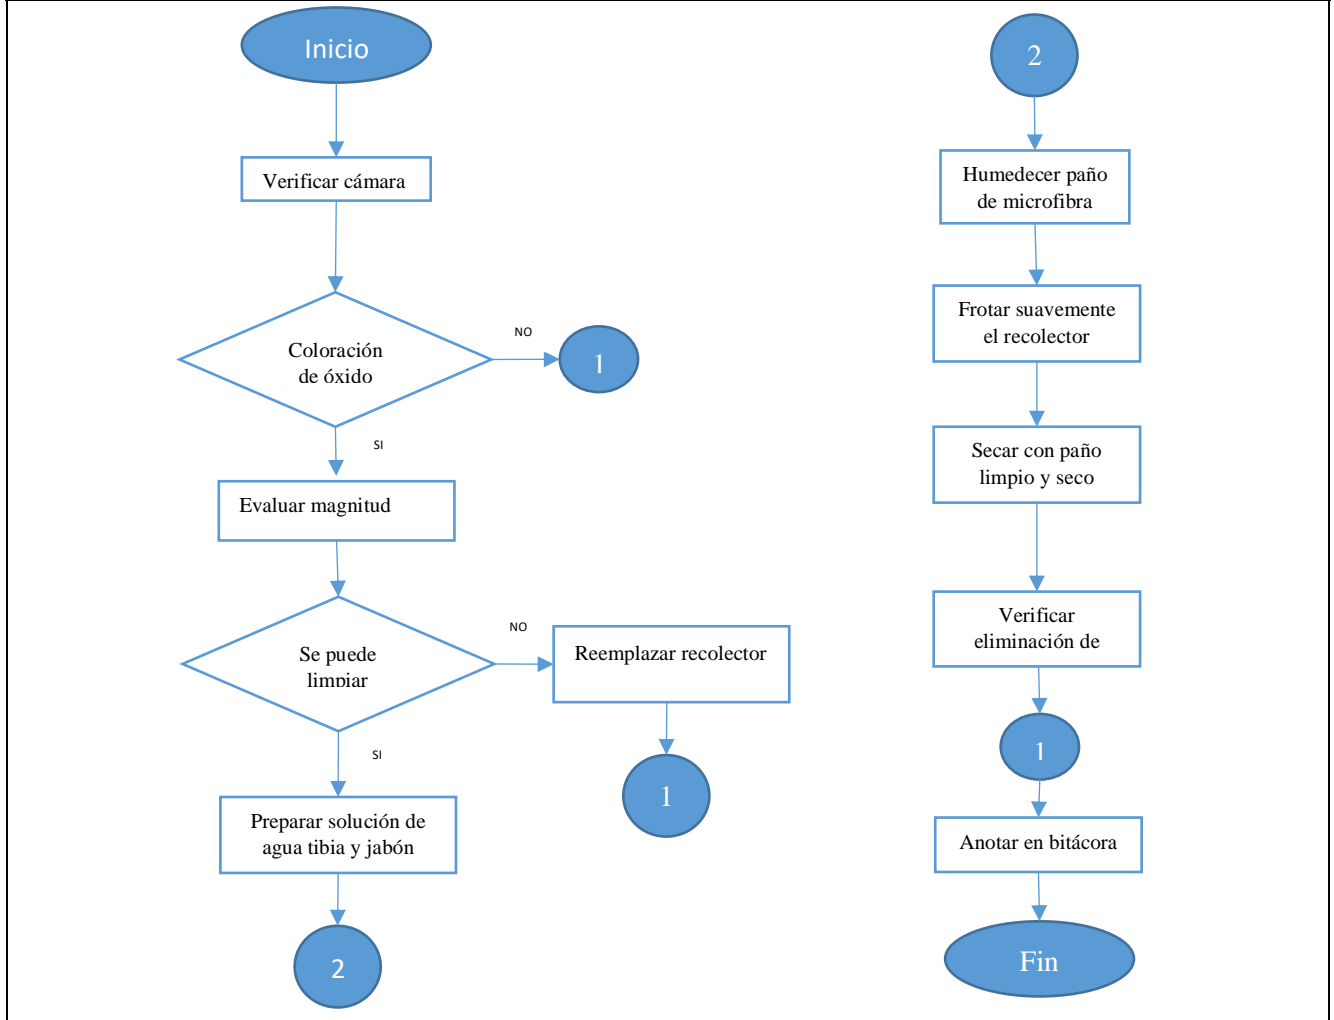 Inicio
Verificar cámara
Coloración
de óxido
NO
1
SI
Evaluar magnitud
Se puede
limpiar
NO
Reemplazar recolector
1
SI
Preparar solución de
agua tibia y jabón
2
2
Humedecer paño
de microfibra
Frotar suavemente
el recolector
Secar con paño
limpio y seco
Verificar
eliminación de
1
Anotar en bitácora
Fin